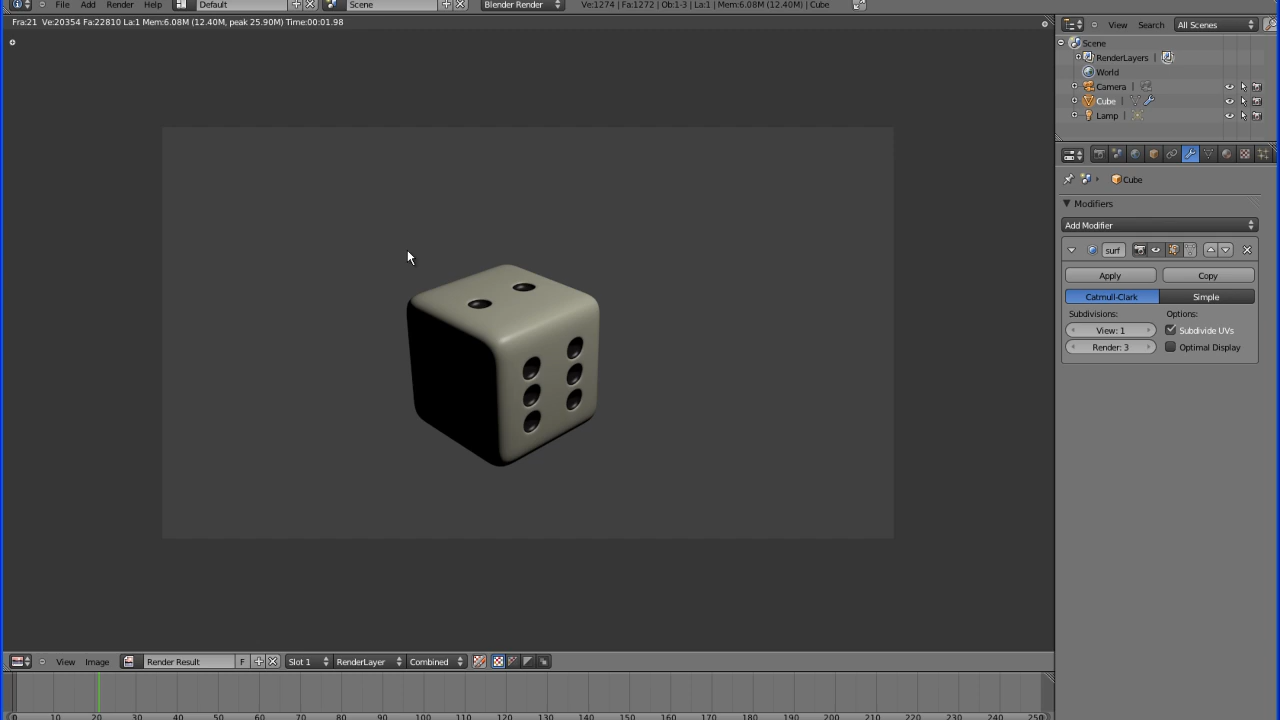 File Add Render Help Default Scene Blender Render Ve:1274 | Fa:1272 | Ob:1-3 | La:1 | Mem:6.08M (12.40M) | Cube
Fra:21 Ve:20354 Fa:22810 La:1 Mem:6.08M (12.40M, peak 25.90M) Time:00:01.98
View Search All Scenes
Scene
RenderLayers
World
Camera
Cube
Lamp
Cube
Modifiers
Add Modifier
surf
Apply Copy
Catmull-Clark Simple
Subdivisions: Options:
View: 1 Subdivide UVs
Render: 3 Optimal Display
View Image Render Result F Slot 1 RenderLayer Combined
0 10 20 30 40 50 60 70 80 90 100 110 120 130 140 150 160 170 180 190 200 210 220 230 240 250